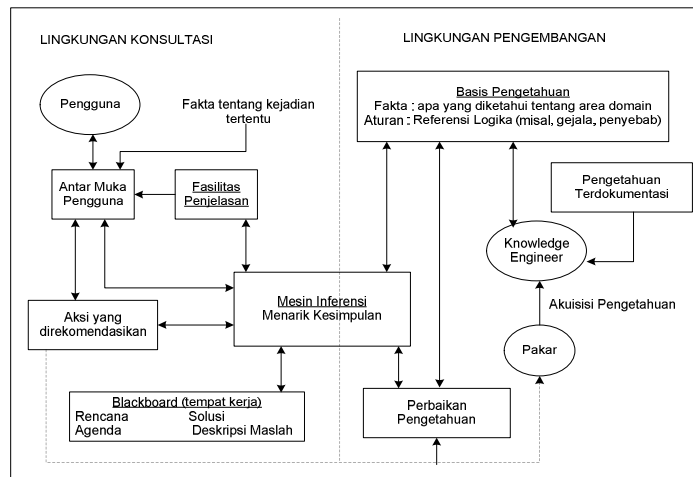 LINGKUNGAN KONSULTASI
LINGKUNGAN PENGEMBANGAN
Pengguna
Fakta tentang kejadian
tertentu
Basis Pengetahuan
Fakta : apa yang diketahui tentang area domain
Aturan : Referensi Logika (misal, gejala, penyebab)
Antar Muka
Pengguna
Fasilitas
Penjelasan
Pengetahuan
Terdokumentasi
Knowledge
Engineer
Mesin Inferensi
Menarik Kesimpulan
Aksi yang
direkomendasikan
Akuisisi Pengetahuan
Pakar
Blackboard (tempat kerja)
Rencana Solusi
Agenda Deskripsi Maslah
Perbaikan
Pengetahuan